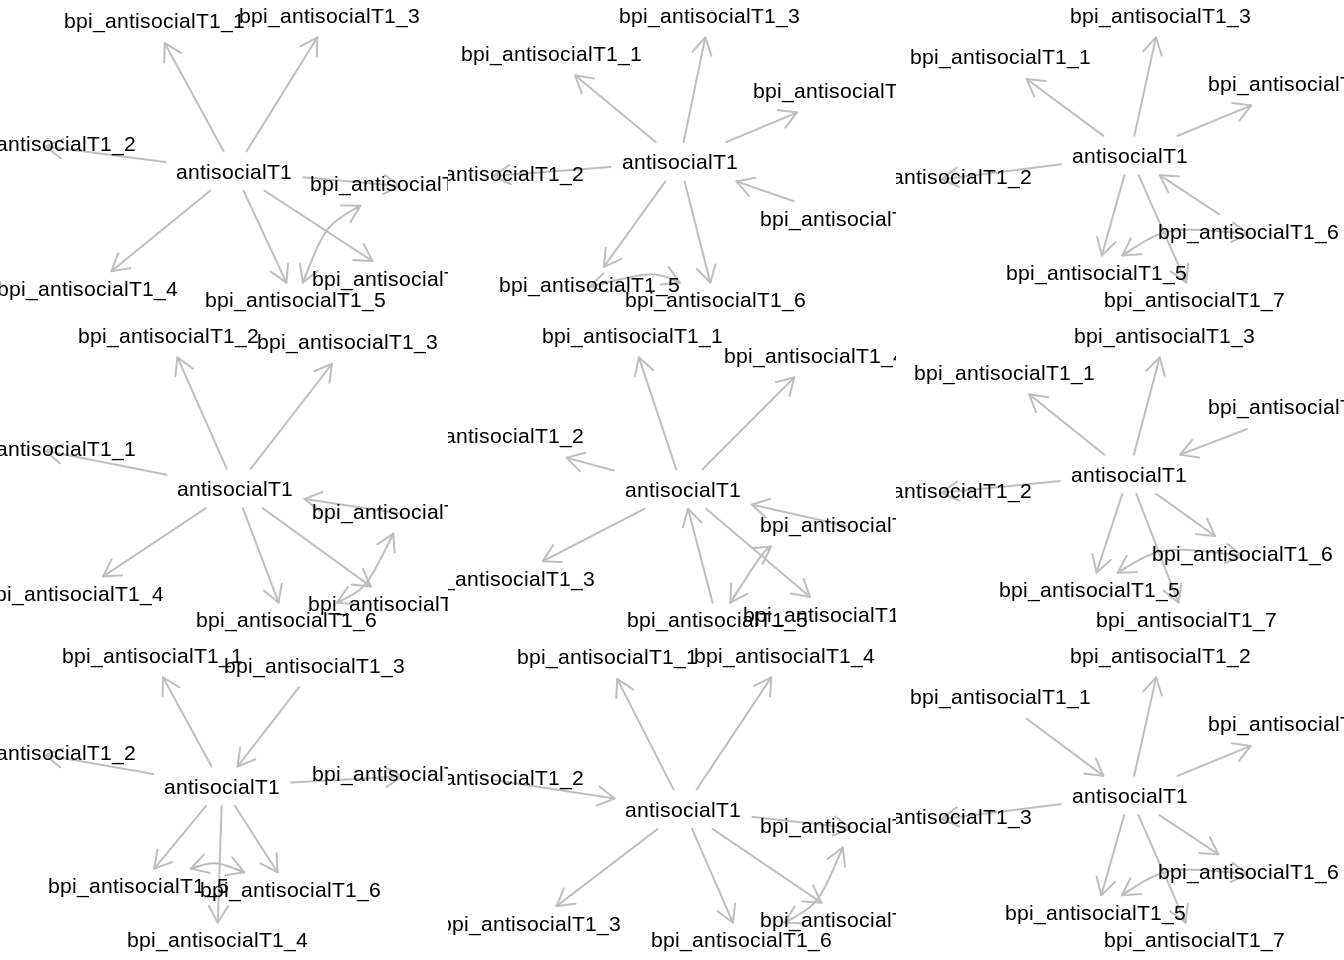 bpi_antisocialT1_1
bpi_antisocialT1_3
antisocialT1_2
antisocialT1
bpi_antisocialT
bpi_antisocialT1_4
bpi_antisocialT1_5
bpi_antisocialT
bpi_antisocialT1_3
bpi_antisocialT1_1
bpi_antisocialT
antisocialT1_2
antisocialT1
bpi_antisocialT
bpi_antisocialT1_5
bpi_antisocialT1_6
bpi_antisocialT1_3
bpi_antisocialT1_1
bpi_antisocialT
antisocialT1
antisocialT1_2
bpi_antisocialT1_6
bpi_antisocialT1_5
bpi_antisocialT1_7
bpi_antisocialT1_2
bpi_antisocialT1_3
antisocialT1_1
antisocialT1
bpi_antisocialT
pi_antisocialT1_4
bpi_antisocialT
bpi_antisocialT1_6
bpi_antisocialT1_1
bpi_antisocialT1_4
antisocialT1_2
antisocialT1
bpi_antisocialT
_antisocialT1_3
bpi_antisocialT1
bpi_antisocialT1_5
bpi_antisocialT1_3
bpi_antisocialT1_1
bpi_antisocialT
antisocialT1
antisocialT1_2
bpi_antisocialT1_6
bpi_antisocialT1_5
bpi_antisocialT1_7
bpi_antisocialT1_1
bpi_antisocialT1_3
antisocialT1_2
bpi_antisocialT
antisocialT1
bpi_antisocialT1_5
bpi_antisocialT1_6
bpi_antisocialT1_4
bpi_antisocialT1_1
bpi_antisocialT1_4
antisocialT1_2
antisocialT1
bpi_antisocialT
bpi_antisocialT1_3
bpi_antisocialT
bpi_antisocialT1_6
bpi_antisocialT1_2
bpi_antisocialT1_1
bpi_antisocialT
antisocialT1
antisocialT1_3
bpi_antisocialT1_6
bpi_antisocialT1_5
bpi_antisocialT1_7